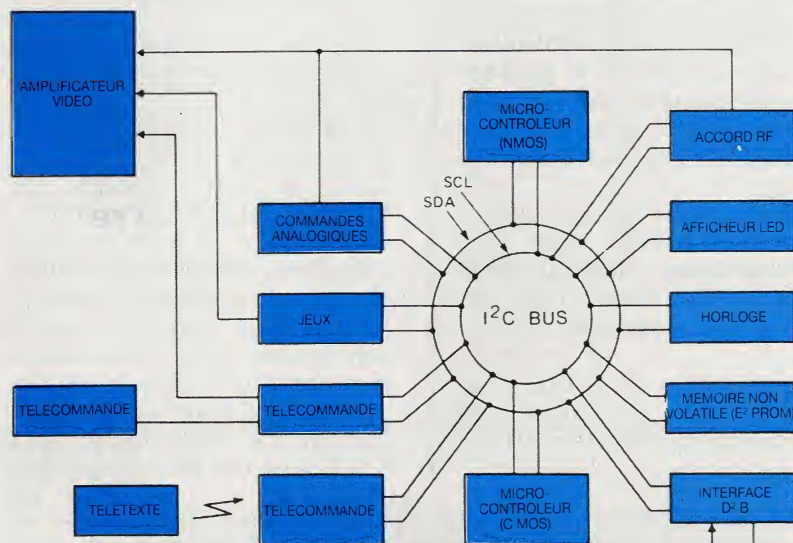 AMPLIFICATEUR
VIDEO
MICRO-
CONTROLEUR
(NMOS)
ACCORD RF
SCL
SDA
COMMANDES
ANALOGIQUES
AFFICHEUR LED
JEUX
I²C BUS
HORLOGE
TELECOMMANDE
TELECOMMANDE
MEMOIRE NON
VOLATILE (E² PROM)
TELETEXTE
TELECOMMANDE
MICRO-
CONTROLEUR
(C MOS)
INTERFACE
D² B